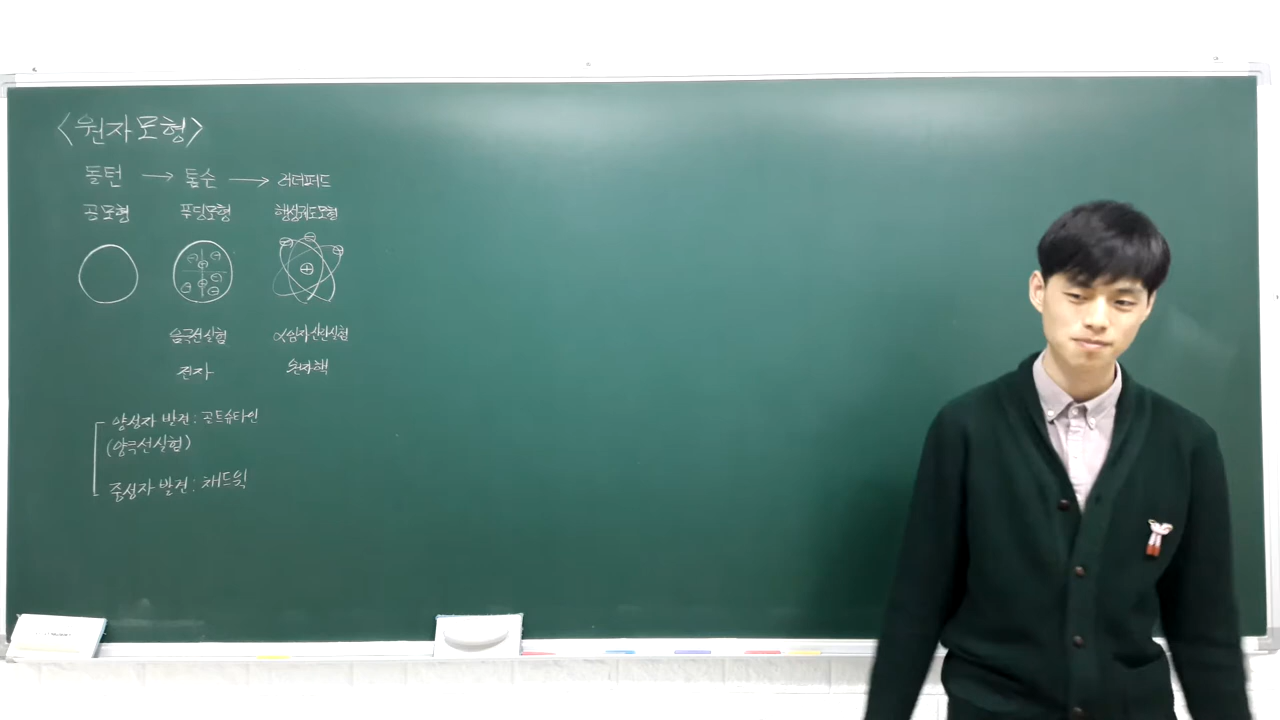 <원자모형>
돌턴 → 톰슨 → 러더퍼드
공모형 푸딩모형 행성궤도모형
음극선실험 α입자산란실험
전자 원자핵
양성자 발견 : 골트슈타인
(양극선실험)
중성자 발견 : 채드윅